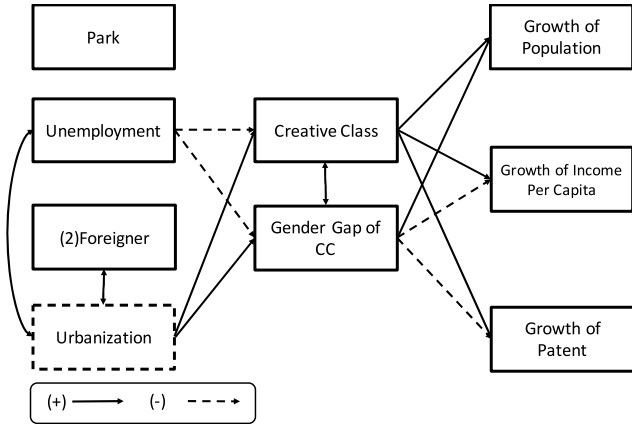 Park
Unemployment
(2)Foreigner
Urbanization
Creative Class
Gender Gap of
CC
Growth of
Population
Growth of Income
Per Capita
Growth of
Patent
(+)
(-)